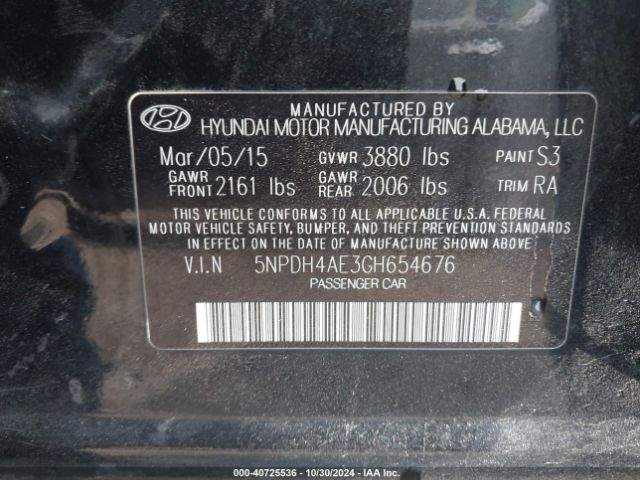 MANUFACTURED BY
HYUNDAI MOTOR MANUFACTURING ALABAMA, LLC
Mar/05/15 GVWR 3880 lbs PAINT S3
GAWR FRONT 2161 lbs GAWR REAR 2006 lbs TRIM RA
THIS VEHICLE CONFORMS TO ALL APPLICABLE U.S.A. FEDERAL
MOTOR VEHICLE SAFETY, BUMPER, AND THEFT PREVENTION STANDARDS
IN EFFECT ON THE DATE OF MANUFACTURE SHOWN ABOVE
V.I.N 5NPDH4AE3GH654676
PASSENGER CAR
000-40725536 - 10/30/2024 - IAA Inc.